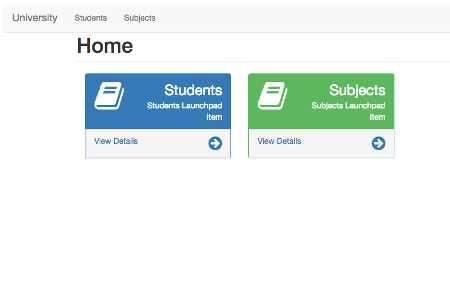 University Students Subjects
Home
Students
Students Launchpad
Item
View Details
Subjects
Subjects Launchpad
Item
View Details